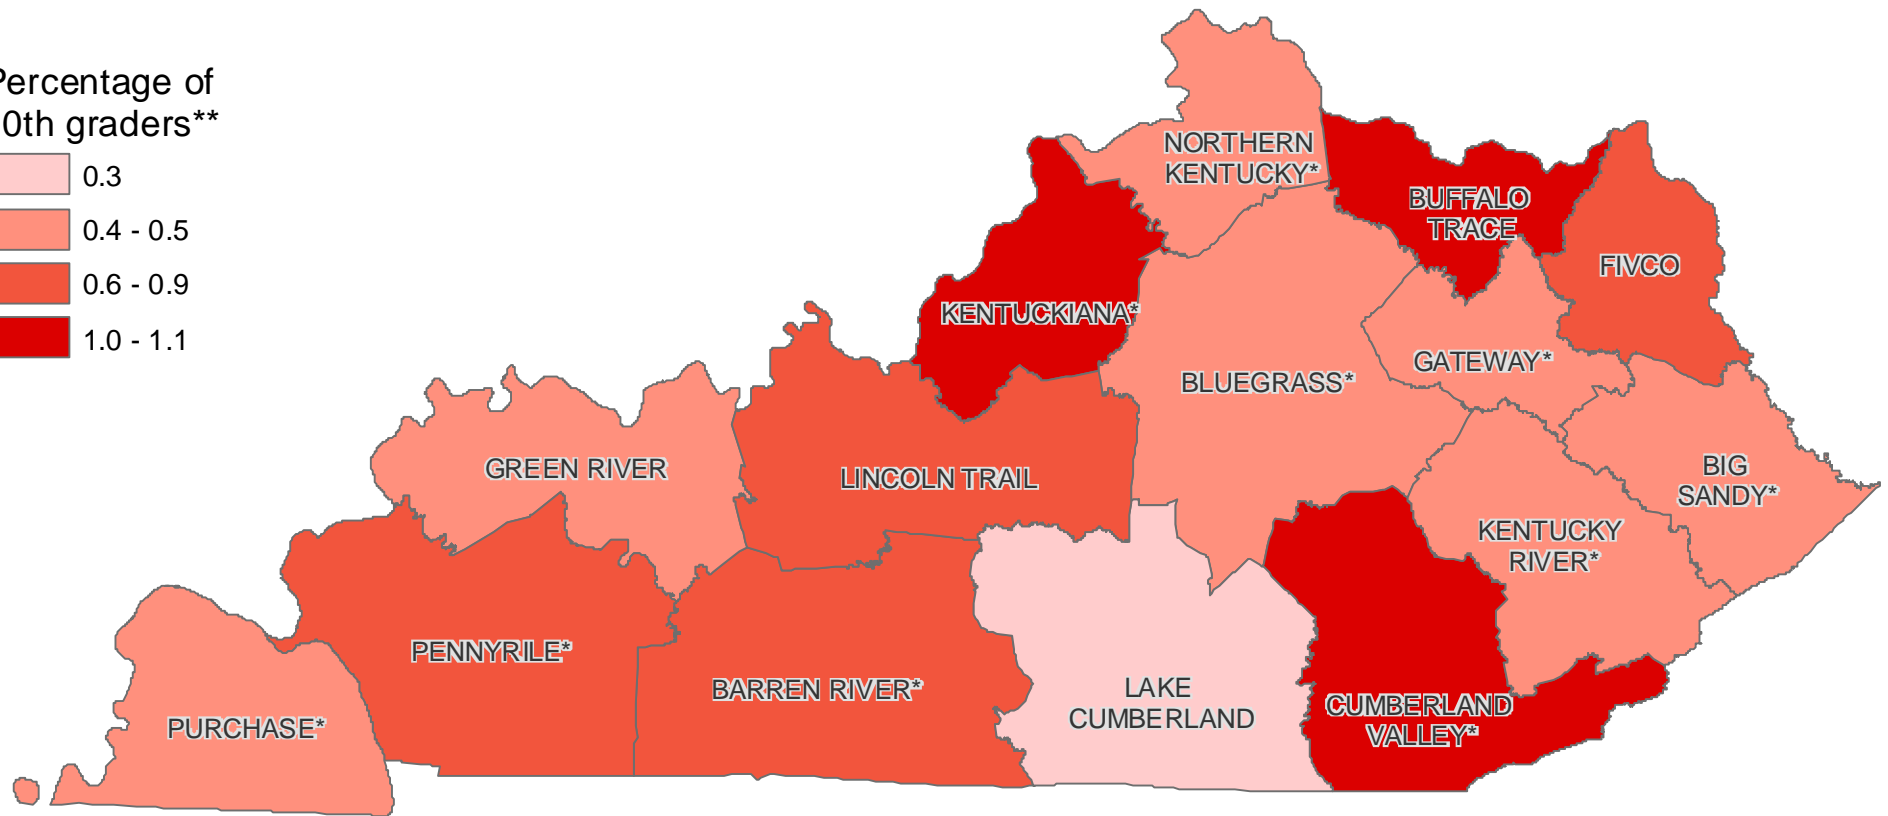 Percentage of
0th graders**
0.3
0.4 - 0.5
0.6 - 0.9
1.0 - 1.1
NORTHERN
KENTUCKY*
BUFFALO
TRACE
FIVCO
KENTUCKIANA*
GATEWAY*
BLUEGRASS*
GREEN RIVER
LINCOLN TRAIL
BIG
SANDY*
KENTUCKY
RIVER*
PENNYRILE*
BARREN RIVER*
LAKE
CUMBERLAND
CUMBERLAND
VALLEY*
PURCHASE*